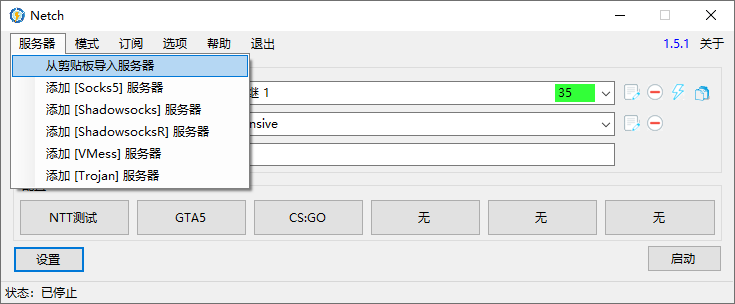 Netch
服务器 模式 订阅 选项 帮助 退出 1.5.1 关于
从剪贴板导入服务器
继 1 35
添加 [Socks5] 服务器
添加 [Shadowsocks] 服务器
nsive
添加 [ShadowsocksR] 服务器
添加 [VMess] 服务器
添加 [Trojan] 服务器
NTT测试 GTA5 CS:GO 无 无 无
设置 启动
状态：已停止